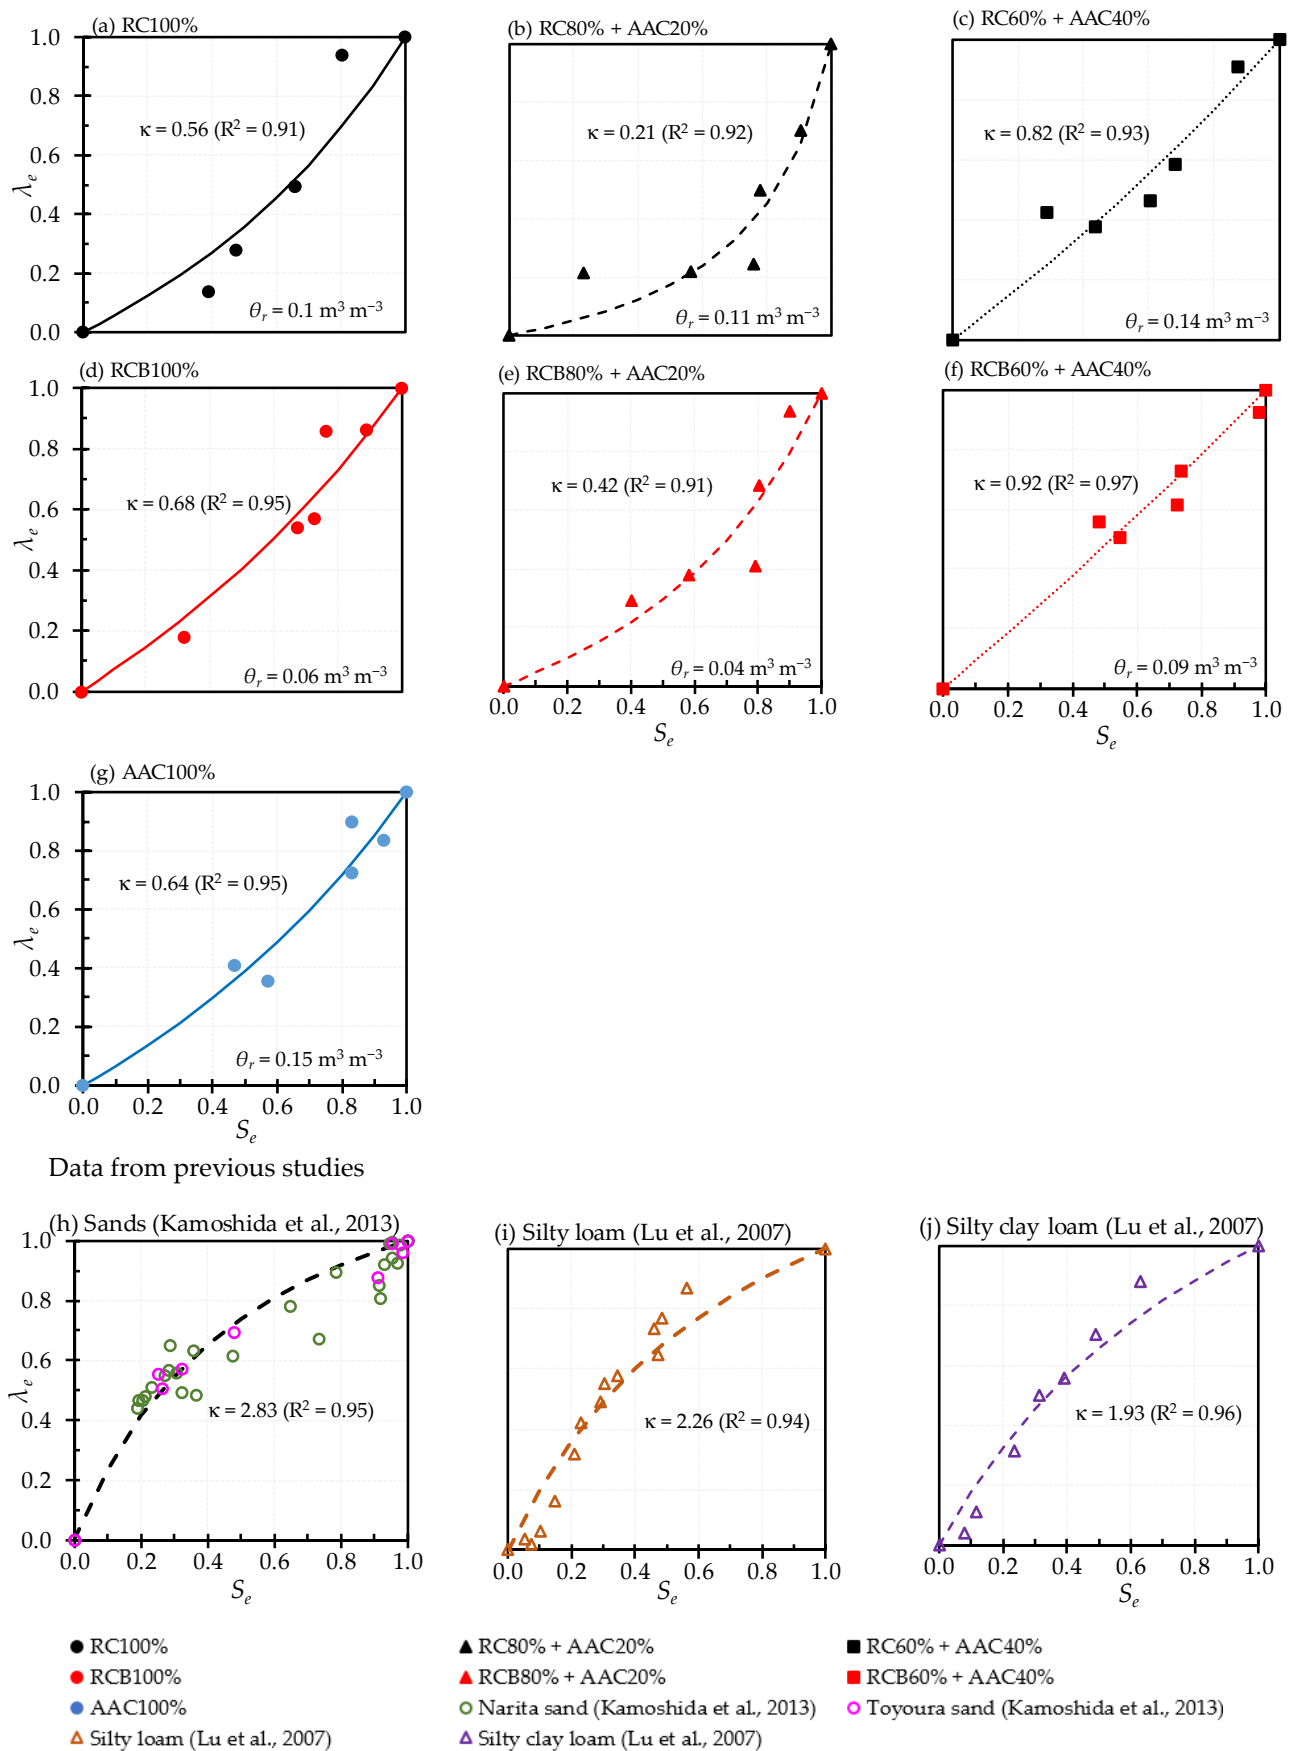 (a) RC100%
(b) RC80% + AAC20%
(c) RC60% + AAC40%
1.0
0.8
0.6
0.4
0.2
0.0
λe
κ = 0.56 (R² = 0.91)
θr = 0.1 m³ m⁻³
κ = 0.21 (R² = 0.92)
θr = 0.11 m³ m⁻³
κ = 0.82 (R² = 0.93)
θr = 0.14 m³ m⁻³
(d) RCB100%
(e) RCB80% + AAC20%
(f) RCB60% + AAC40%
1.0
0.8
0.6
0.4
0.2
0.0
λe
κ = 0.68 (R² = 0.95)
θr = 0.06 m³ m⁻³
κ = 0.42 (R² = 0.91)
θr = 0.04 m³ m⁻³
0.0 0.2 0.4 0.6 0.8 1.0
Se
κ = 0.92 (R² = 0.97)
θr = 0.09 m³ m⁻³
0.0 0.2 0.4 0.6 0.8 1.0
Se
(g) AAC100%
1.0
0.8
0.6
0.4
0.2
0.0
λe
κ = 0.64 (R² = 0.95)
θr = 0.15 m³ m⁻³
0.0 0.2 0.4 0.6 0.8 1.0
Se
Data from previous studies
(h) Sands (Kamoshida et al., 2013)
(i) Silty loam (Lu et al., 2007)
(j) Silty clay loam (Lu et al., 2007)
1.0
0.8
0.6
0.4
0.2
0.0
λe
κ = 2.83 (R² = 0.95)
0.0 0.2 0.4 0.6 0.8 1.0
Se
κ = 2.26 (R² = 0.94)
0.0 0.2 0.4 0.6 0.8 1.0
Se
κ = 1.93 (R² = 0.96)
0.0 0.2 0.4 0.6 0.8 1.0
Se
RC100%
RC80% + AAC20%
RC60% + AAC40%
RCB100%
RCB80% + AAC20%
RCB60% + AAC40%
AAC100%
Narita sand (Kamoshida et al., 2013)
Toyoura sand (Kamoshida et al., 2013)
Silty loam (Lu et al., 2007)
Silty clay loam (Lu et al., 2007)